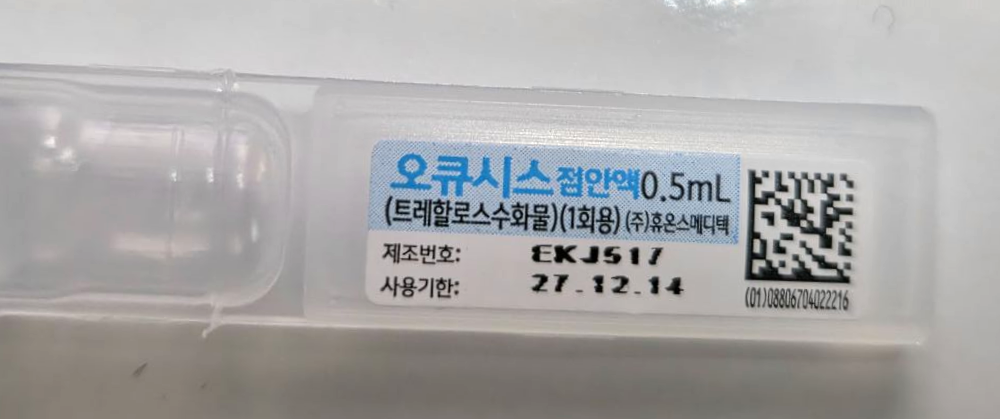 오큐시스 점안액 0.5mL
(트레할로스수화물)(1회용) (주)휴온스메디텍
제조번호: EKJ517
사용기한: 27.12.14
(01)08806704022216